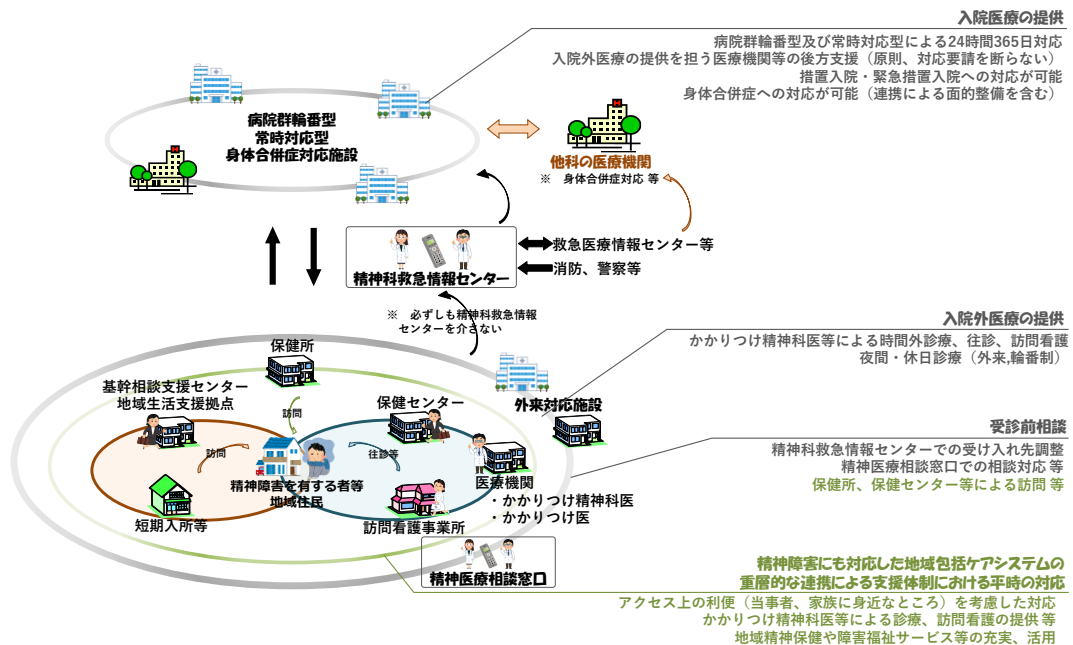 入院医療の提供
病院群輪番型及び常時対応型による24時間365日対応
入院外医療の提供を担う医療機関等の後方支援（原則、対応要請を断らない）
措置入院・緊急措置入院への対応が可能
身体合併症への対応が可能（連携による面的整備を含む）
病院群輪番型
常時対応型
身体合併症対応施設
他科の医療機関
※　身体合併症対応 等
精神科救急情報センター
救急医療情報センター等
消防、警察等
※　必ずしも精神科救急情報
センターを介さない
入院外医療の提供
かかりつけ精神科医等による時間外診療、往診、訪問看護
夜間・休日診療（外来,輪番制）
保健所
基幹相談支援センター
地域生活支援拠点
訪問
保健センター
外来対応施設
訪問
往診等
精神障害を有する者等
地域住民
医療機関
・かかりつけ精神科医
・かかりつけ医
短期入所等
訪問看護事業所
精神医療相談窓口
受診前相談
精神科救急情報センターでの受け入れ先調整
精神医療相談窓口での相談対応 等
保健所、保健センター等による訪問 等
精神障害にも対応した地域包括ケアシステムの
重層的な連携による支援体制における平時の対応
アクセス上の利便（当事者、家族に身近なところ）を考慮した対応
かかりつけ精神科医等による診療、訪問看護の提供 等
地域精神保健や障害福祉サービス等の充実、活用